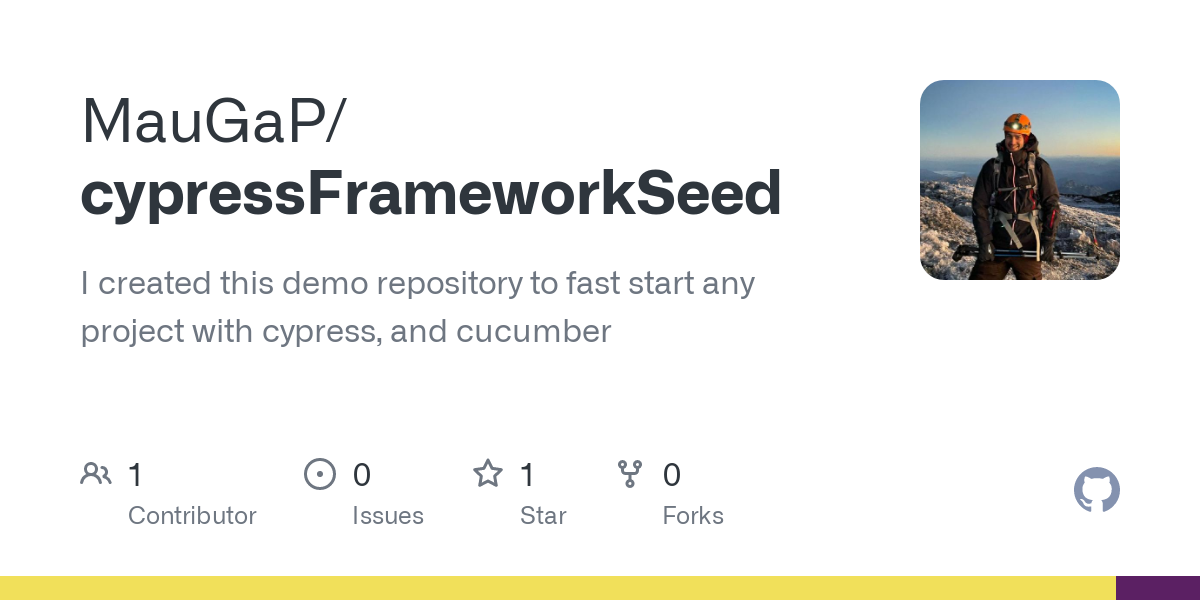 MauGaP/
cypressFrameworkSeed
I created this demo repository to fast start any
project with cypress, and cucumber
1 0 1 0
Contributor Issues Star Forks